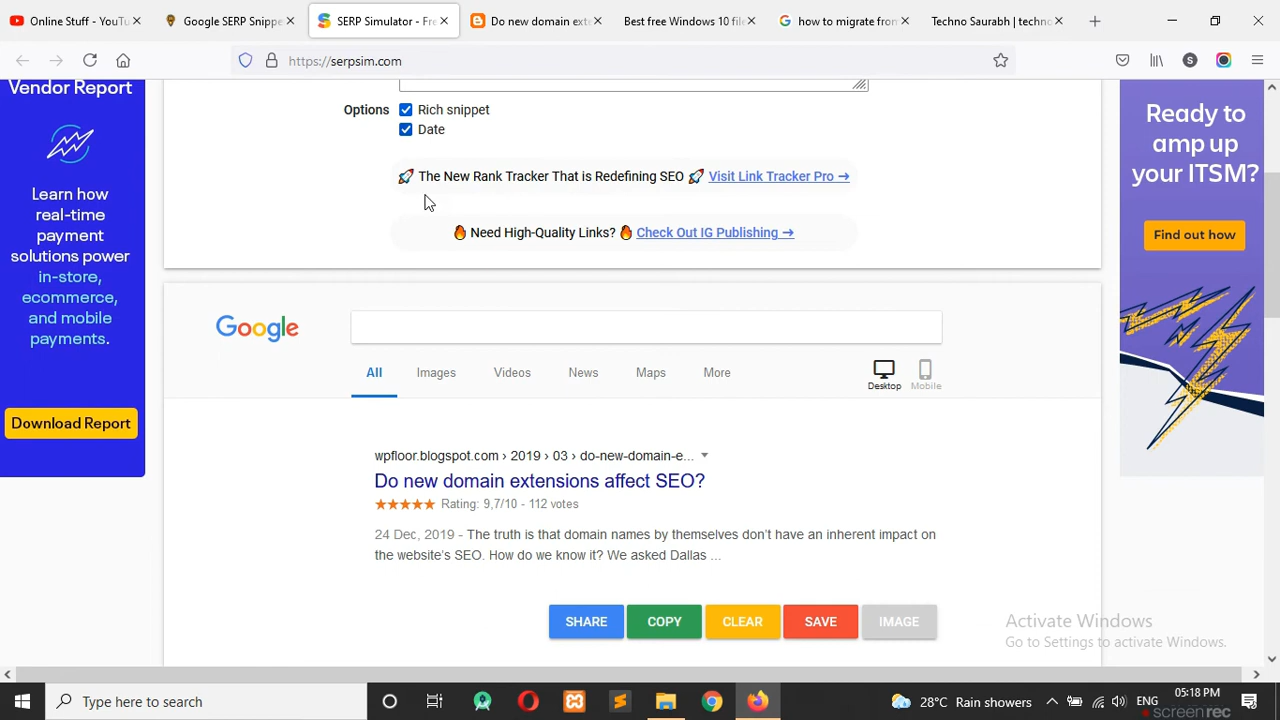 Online Stuff - YouTu
Google SERP Snippe
SERP Simulator - Fre
Do new domain exte
Best free Windows 10 file
how to migrate fron
Techno Saurabh | techno
https://serpsim.com
Vendor Report
Learn how
real-time
payment
solutions power
in-store,
ecommerce,
and mobile
payments.
Download Report
Options
Rich snippet
Date
The New Rank Tracker That is Redefining SEO
Visit Link Tracker Pro →
Need High-Quality Links?
Check Out IG Publishing →
Ready to
amp up
your ITSM?
Find out how
Google
All
Images
Videos
News
Maps
More
Desktop
Mobile
wpfloor.blogspot.com › 2019 › 03 › do-new-domain-e...
Do new domain extensions affect SEO?
Rating: 9,7/10 - 112 votes
24 Dec, 2019 - The truth is that domain names by themselves don't have an inherent impact on
the website's SEO. How do we know it? We asked Dallas ...
SHARE
COPY
CLEAR
SAVE
IMAGE
Activate Windows
Go to Settings to activate Windows.
Type here to search
28°C Rain showers
ENG
05:18 PM
screenrec